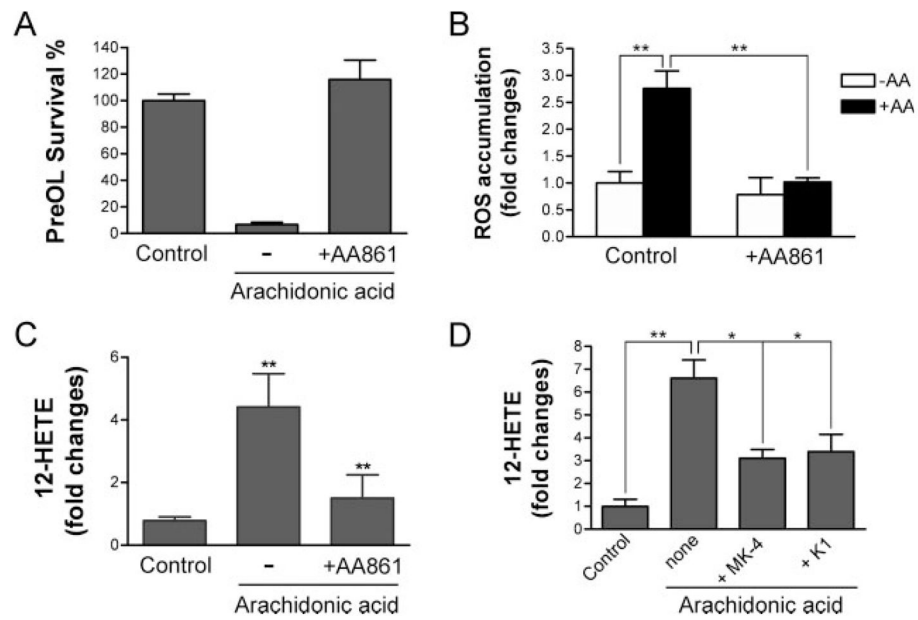 A
PreOL Survival %
140
120
100
80
60
40
20
0
Control
-
+AA861
Arachidonic acid
B
ROS accumulation
(fold changes)
3.5
3.0
2.5
2.0
1.5
1.0
0.5
0.0
**
**
-AA
+AA
Control
+AA861
C
12-HETE
(fold changes)
6
4
2
0
**
**
Control
-
+AA861
Arachidonic acid
D
12-HETE
(fold changes)
8
7
6
5
4
3
2
1
0
**
*
*
Control
none
+ MK-4
+ K1
Arachidonic acid